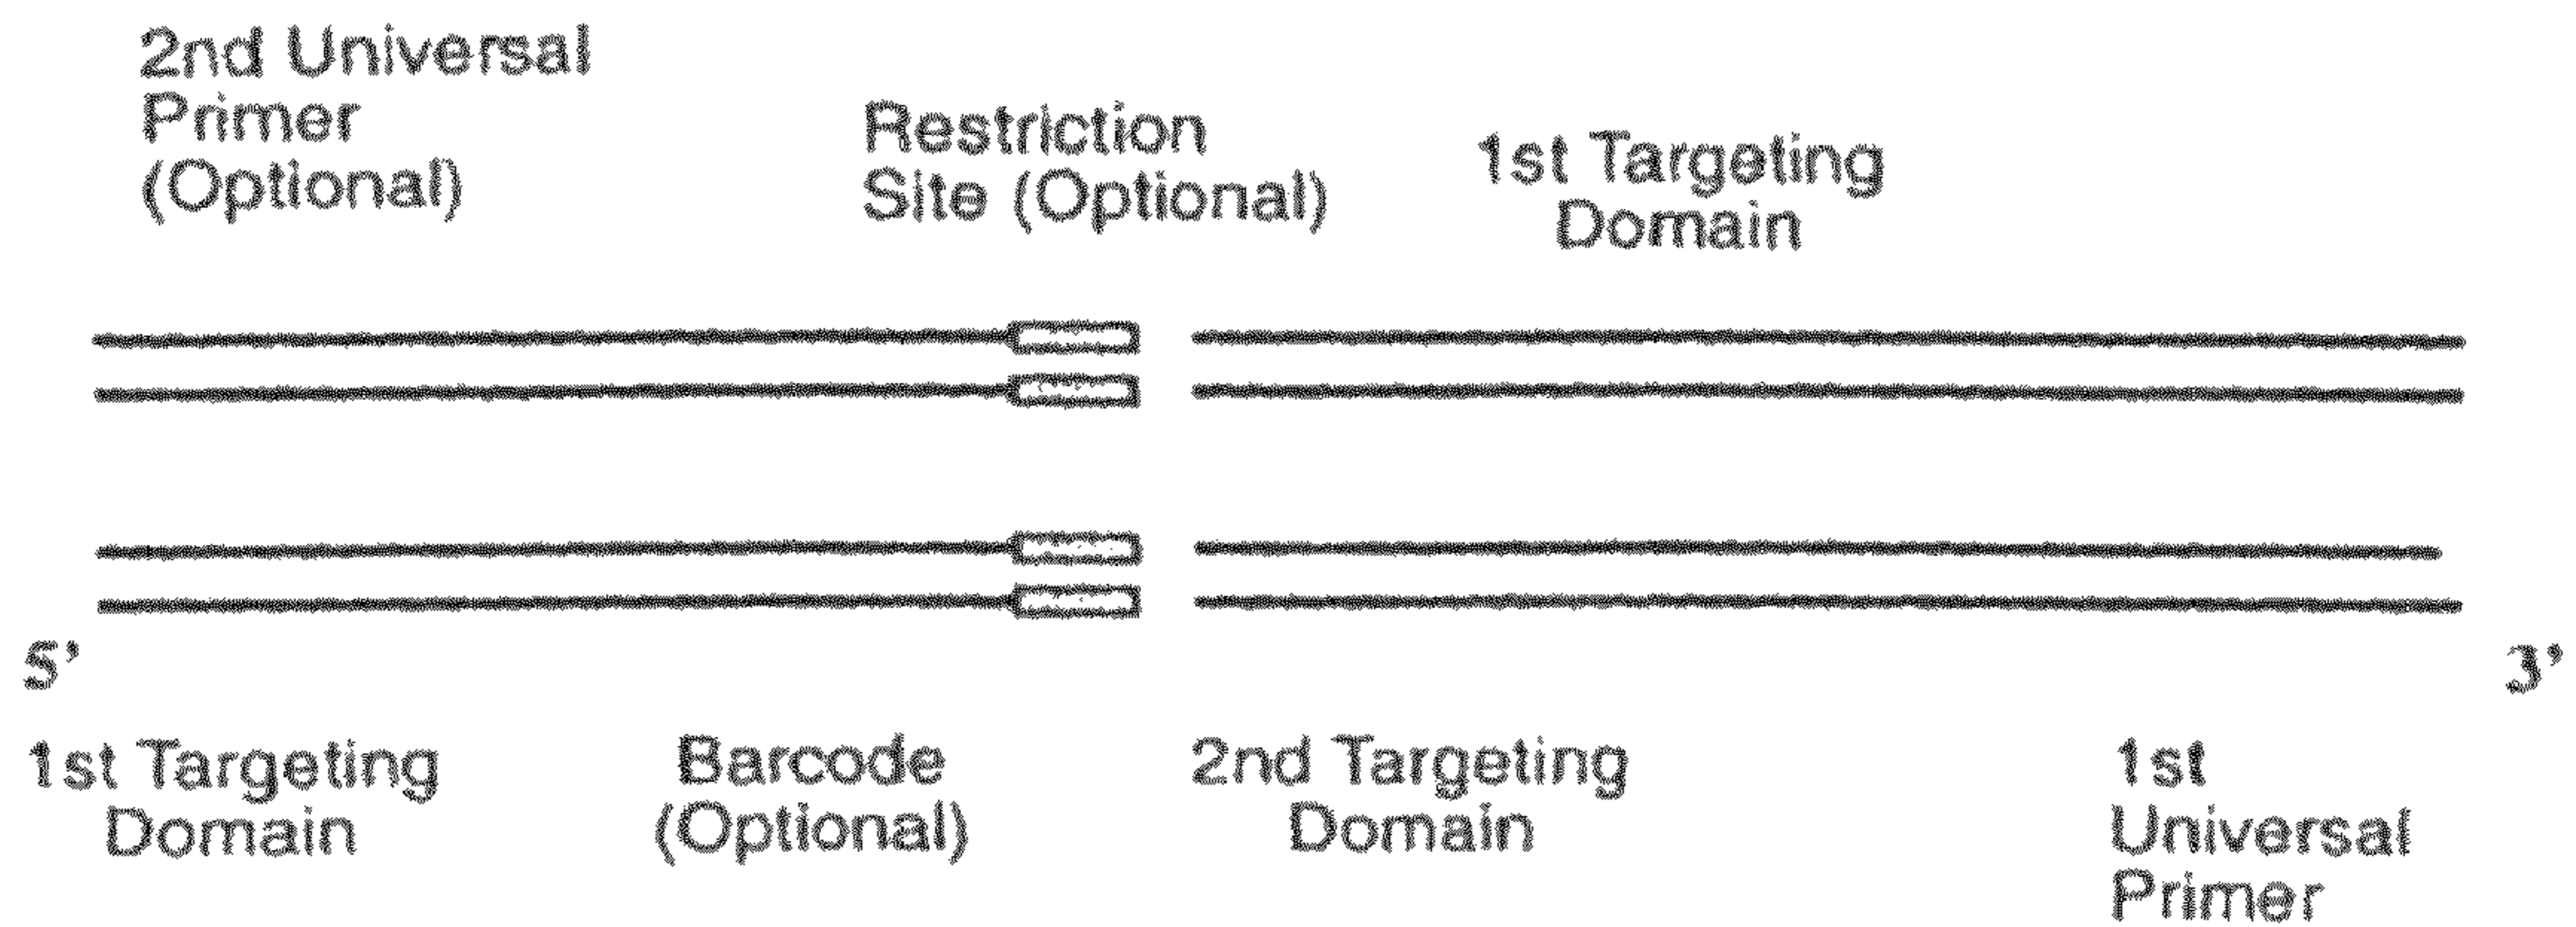 2nd Universal
Primer
(Optional)
Restriction
Site (Optional)
1st Targeting
Domain
5’
3’
1st Targeting
Domain
Barcode
(Optional)
2nd Targeting
Domain
1st
Universal
Primer